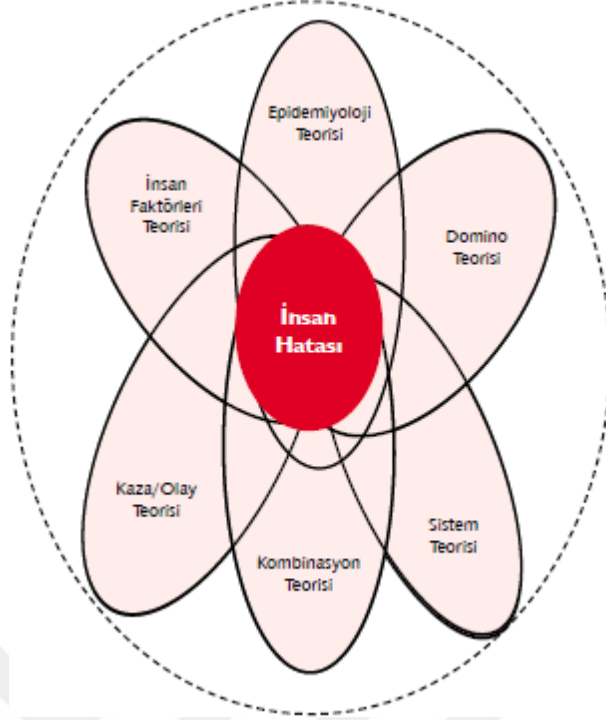 Epidemiyoloji
Teorisi
İnsan
Faktörleri
Teorisi
Domino
Teorisi
İnsan
Hatası
Kaza/Olay
Teorisi
Sistem
Teorisi
Kombinasyon
Teorisi